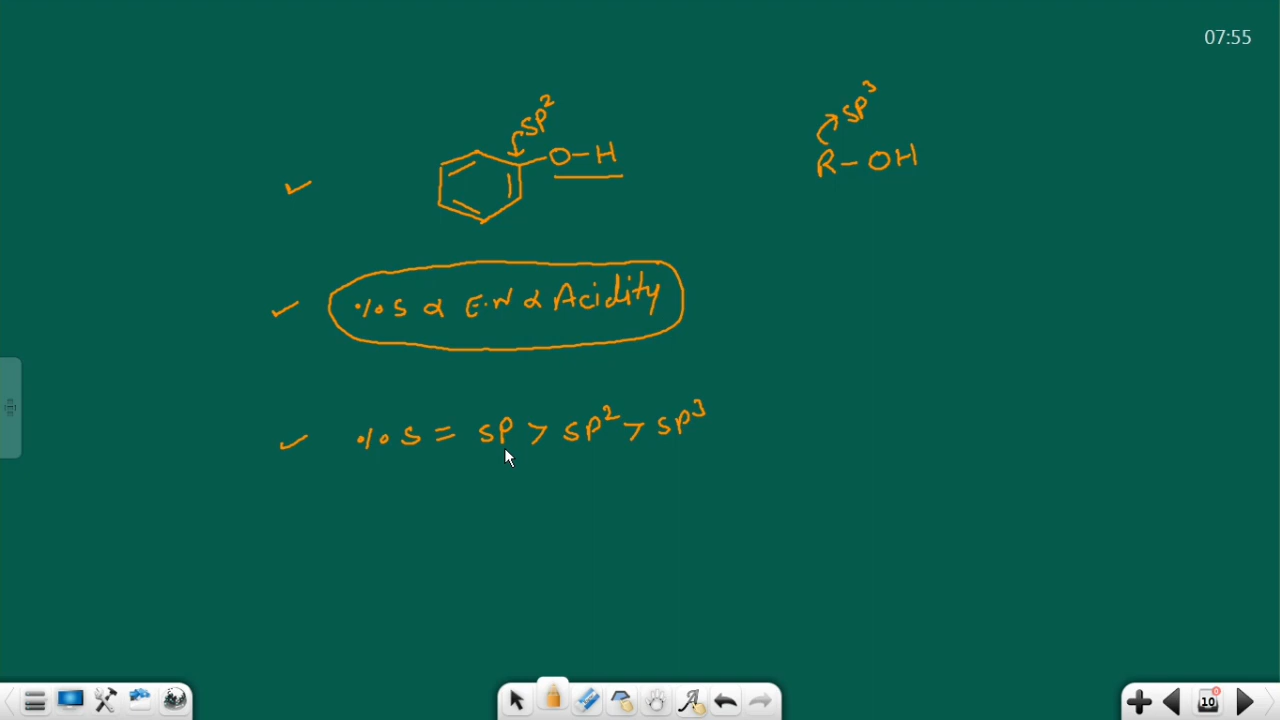 07:55
SP²
SP³
O-H
R-OH
%S α E.N α Acidity
%S = SP > SP² > SP³
10